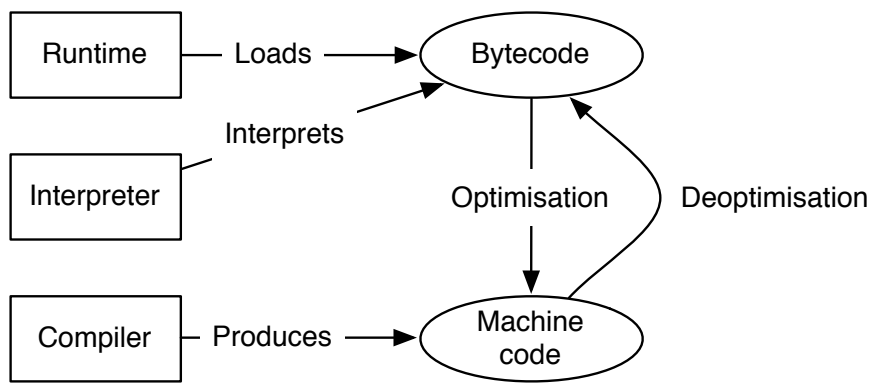 Runtime
Loads
Bytecode
Interprets
Interpreter
Optimisation
Deoptimisation
Compiler
Produces
Machine
code